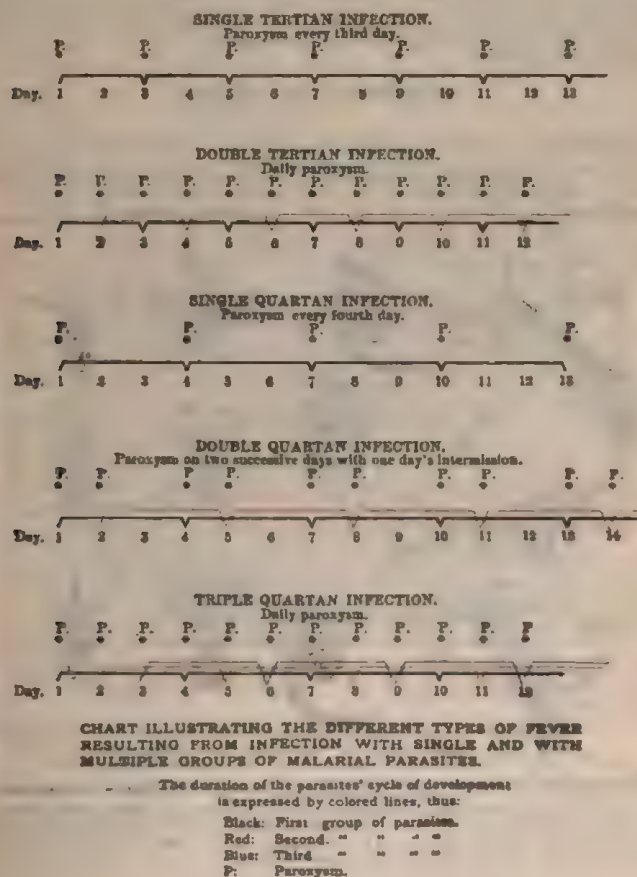 SINGLE TERTIAN INFECTION.
Paroxysm every third day.
P. P. P. P. P. P. P.
Day. 1 2 3 4 5 6 7 8 9 10 11 12 13
DOUBLE TERTIAN INFECTION.
Daily paroxysm.
P. P. P. P. P. P. P. P. P. P. P. P.
Day. 1 2 3 4 5 6 7 8 9 10 11 12
SINGLE QUARTAN INFECTION.
Paroxysm every fourth day.
P. P. P. P. P.
Day. 1 2 3 4 5 6 7 8 9 10 11 12 13
DOUBLE QUARTAN INFECTION.
Paroxysm on two successive days with one day's intermission.
P. P. P. P. P. P. P. P. P. P.
Day. 1 2 3 4 5 6 7 8 9 10 11 12 13 14
TRIPLE QUARTAN INFECTION.
Daily paroxysm.
P. P. P. P. P. P. P. P. P. P. P. P.
Day. 1 2 3 4 5 6 7 8 9 10 11 12
CHART ILLUSTRATING THE DIFFERENT TYPES OF FEVER
RESULTING FROM INFECTION WITH SINGLE AND WITH
MULTIPLE GROUPS OF MALARIAL PARASITES.
The duration of the parasites' cycle of development
is expressed by colored lines, thus:
Black: First group of parasites.
Red: Second. " " " "
Blue: Third " " " "
P: Paroxysm.